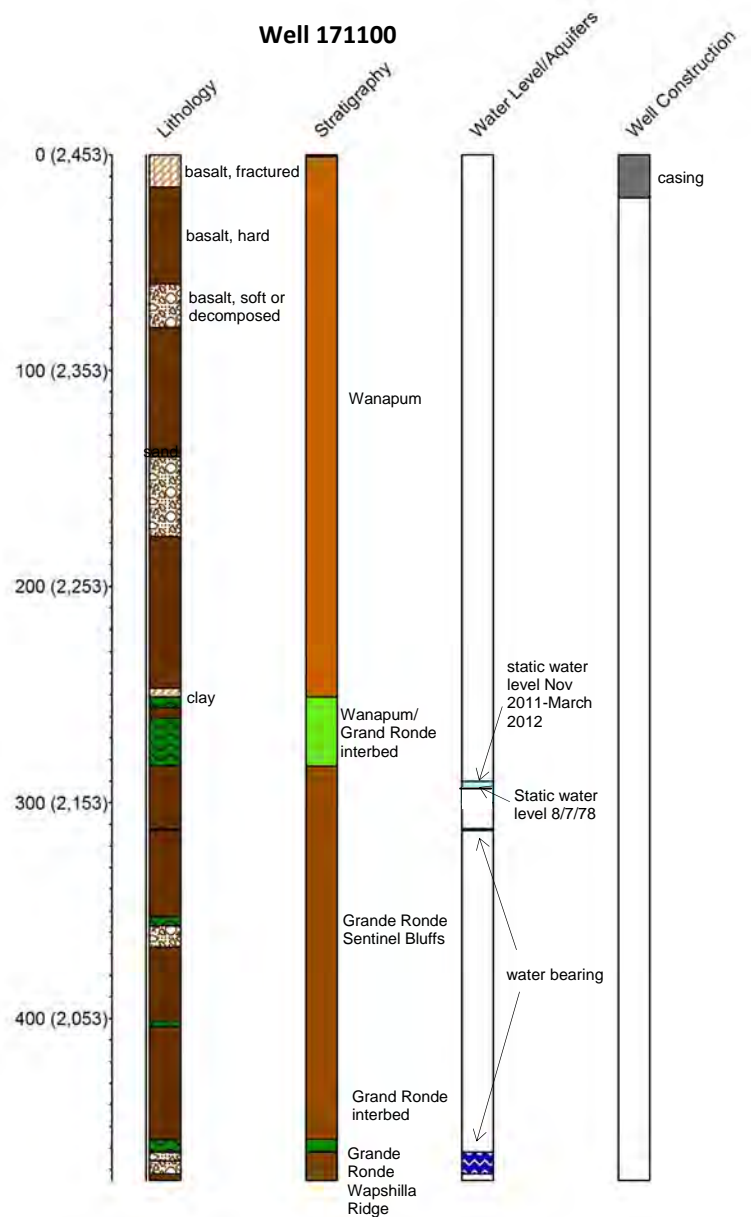 Well 171100
Lithology
Stratigraphy
Water Level/Aquifers
Well Construction
0 (2,453)
basalt, fractured
casing
basalt, hard
basalt, soft or
decomposed
100 (2,353)
Wanapum
sand
200 (2,253)
static water
level Nov
2011-March
2012
clay
Wanapum/
Grand Ronde
interbed
300 (2,153)
Static water
level 8/7/78
Grande Ronde
Sentinel Bluffs
water bearing
400 (2,053)
Grand Ronde
interbed
Grande
Ronde
Wapshilla
Ridge